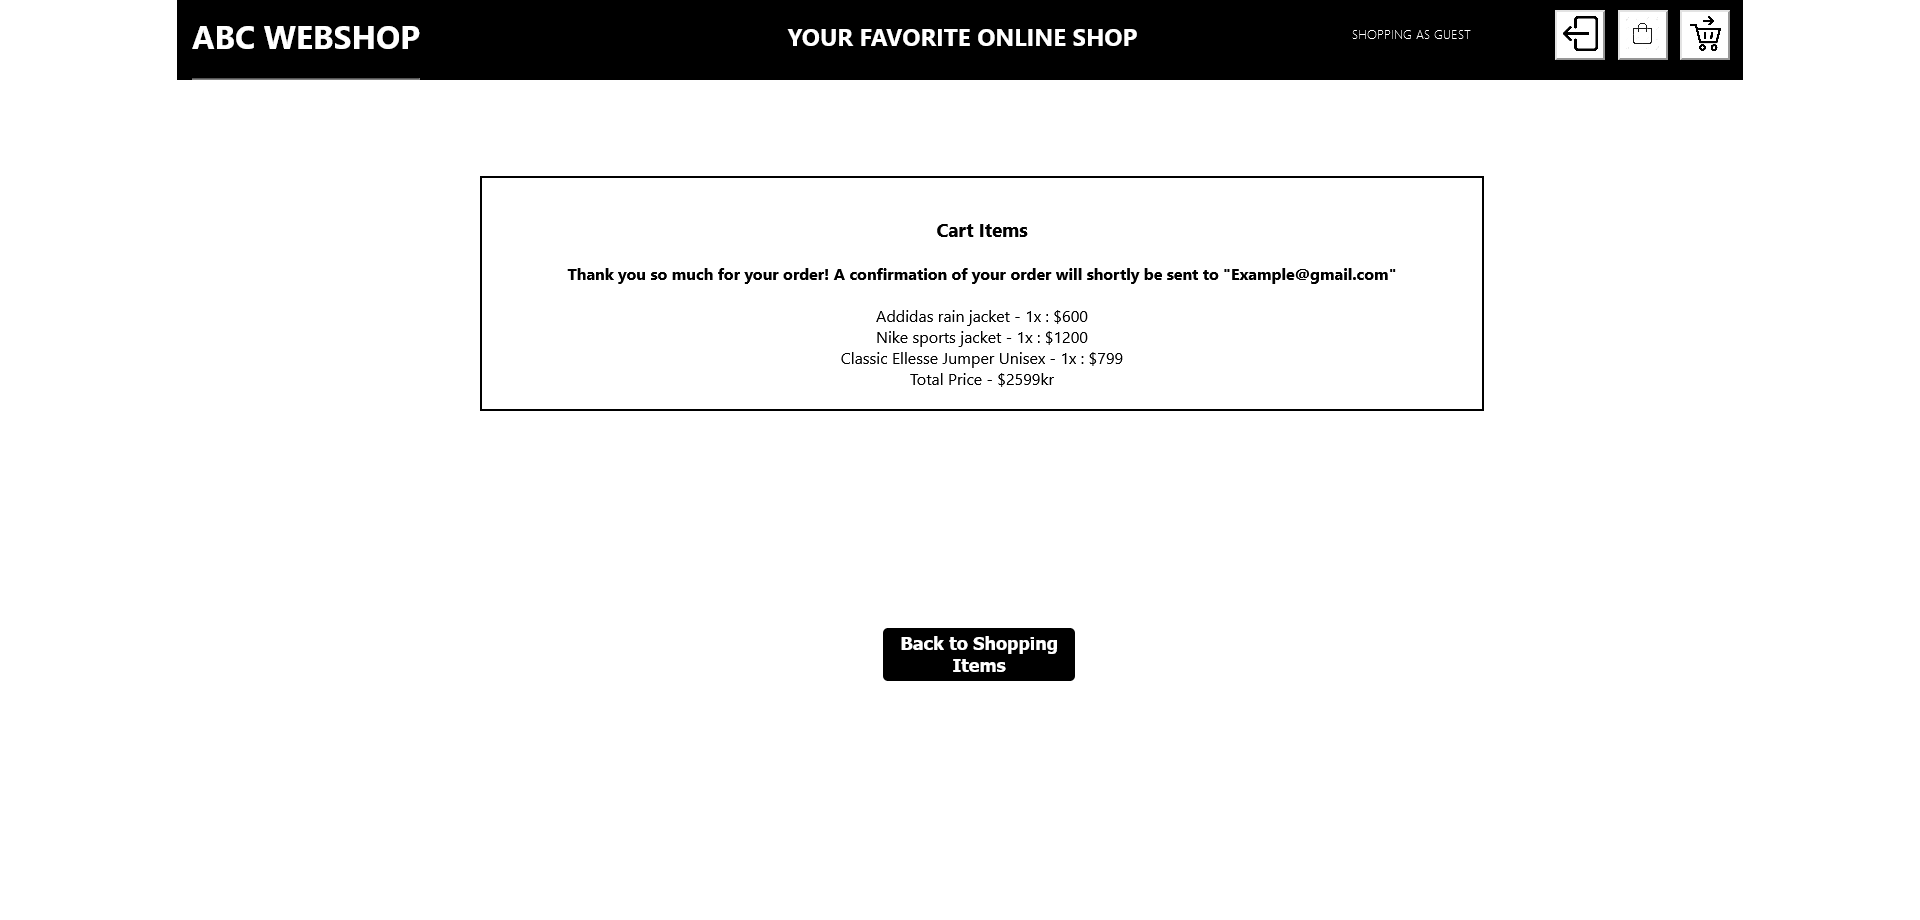 ABC WEBSHOP
YOUR FAVORITE ONLINE SHOP
SHOPPING AS GUEST
Cart Items
Thank you so much for your order! A confirmation of your order will shortly be sent to "Example@gmail.com"
Addidas rain jacket - 1x : $600
Nike sports jacket - 1x : $1200
Classic Ellesse Jumper Unisex - 1x : $799
Total Price - $2599kr
Back to Shopping
Items